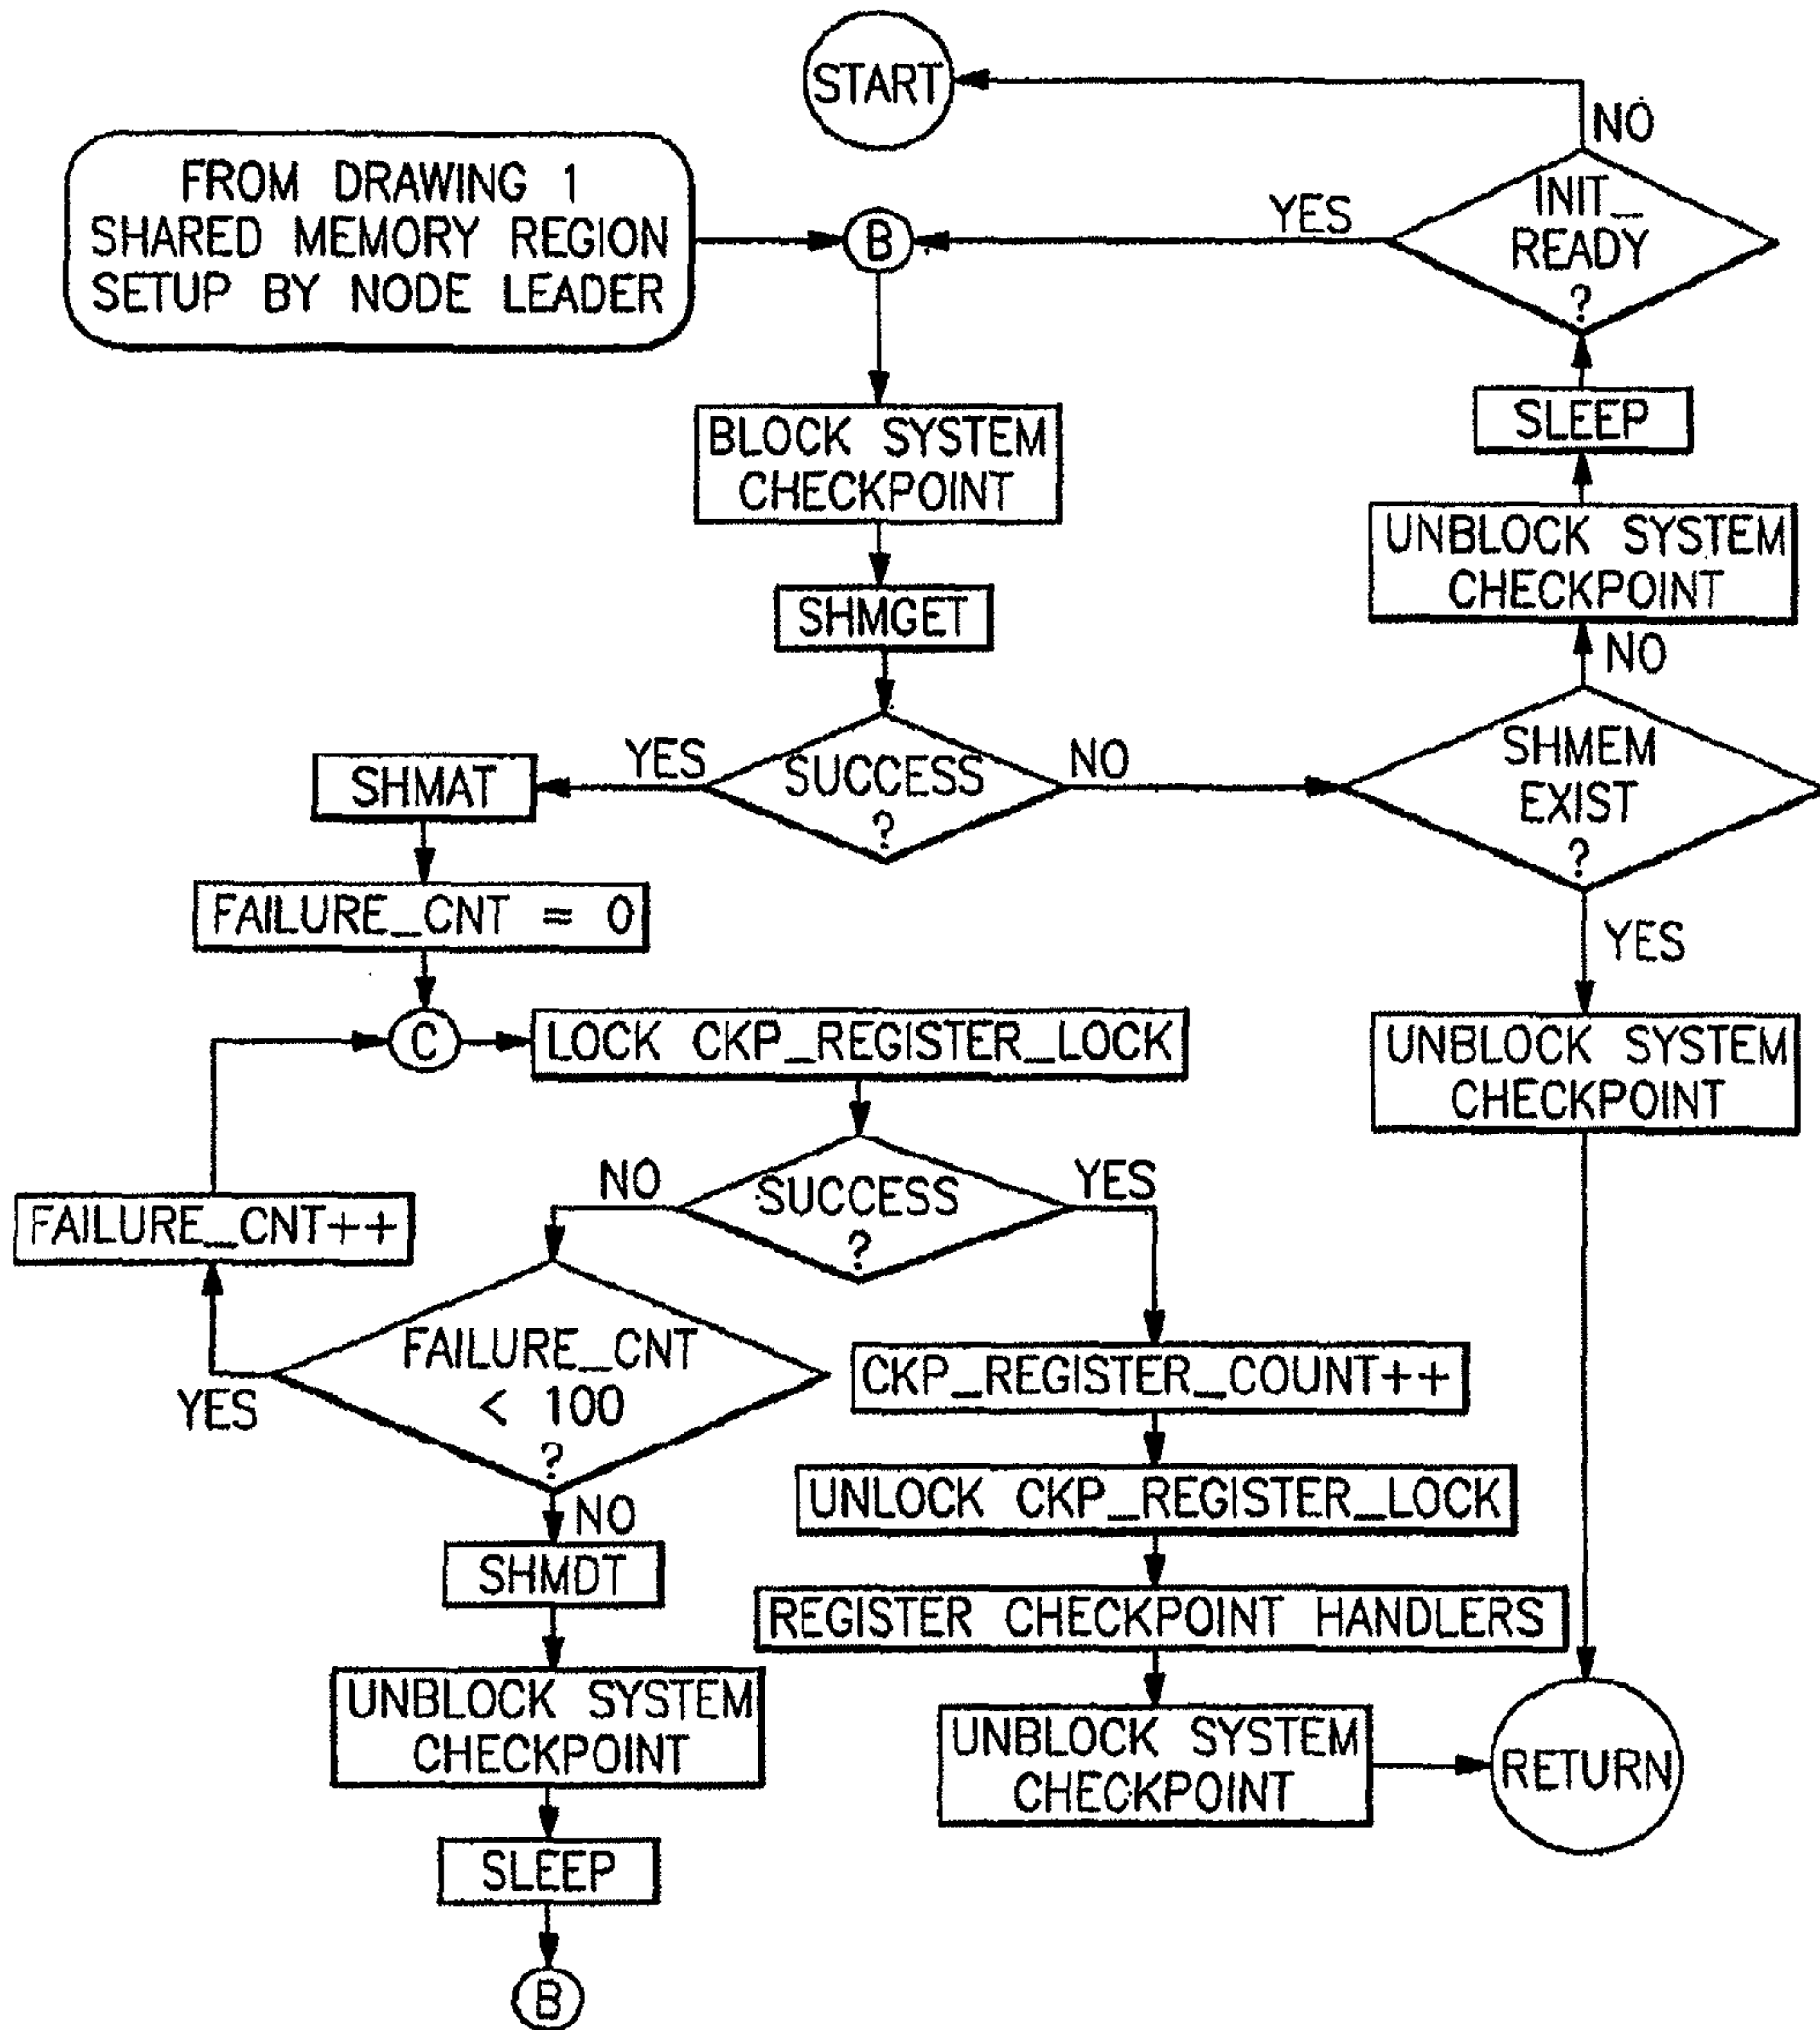 START
NO
FROM DRAWING 1
SHARED MEMORY REGION
SETUP BY NODE LEADER
B
YES
INIT_
READY
?
BLOCK SYSTEM
CHECKPOINT
SLEEP
UNBLOCK SYSTEM
CHECKPOINT
SHMGET
NO
SHMAT
YES
SUCCESS
?
NO
SHMEM
EXIST
?
FAILURE_CNT = 0
YES
C
LOCK CKP_REGISTER_LOCK
UNBLOCK SYSTEM
CHECKPOINT
FAILURE_CNT++
NO
SUCCESS
?
YES
FAILURE_CNT
< 100
?
YES
CKP_REGISTER_COUNT++
UNLOCK CKP_REGISTER_LOCK
NO
SHMDT
REGISTER CHECKPOINT HANDLERS
UNBLOCK SYSTEM
CHECKPOINT
UNBLOCK SYSTEM
CHECKPOINT
RETURN
SLEEP
B